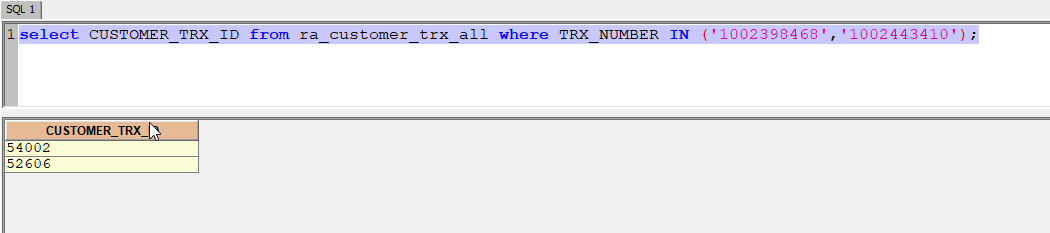 SQL 1
1 select CUSTOMER_TRX_ID from ra_customer_trx_all where TRX_NUMBER IN ('1002398468','1002443410');
CUSTOMER_TRX_
54002
52606